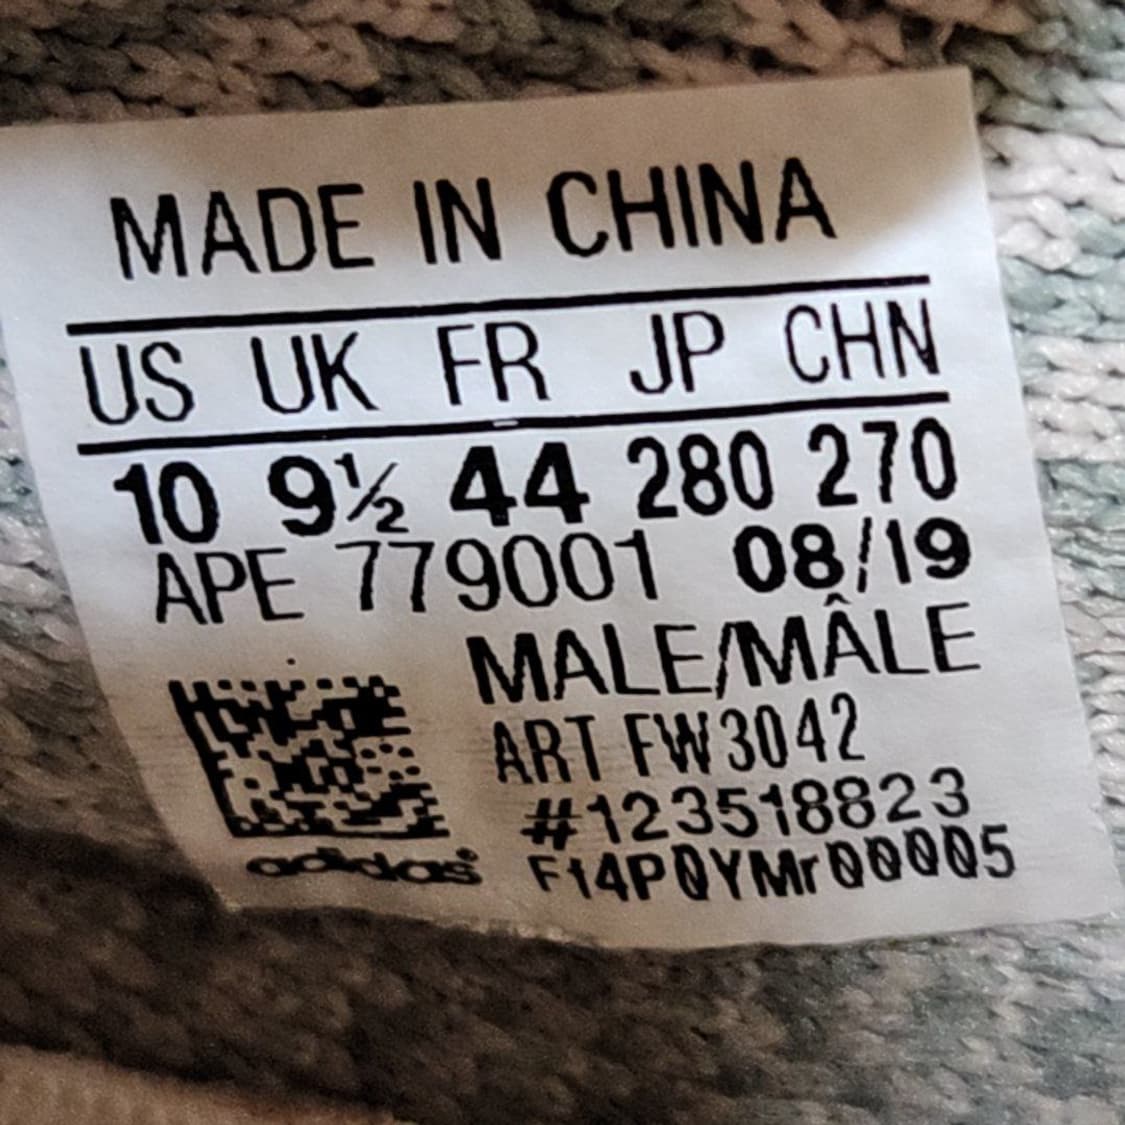 MADE IN CHINA
US UK FR JP CHN
10 9½ 44 280 270
APE 779001 08/19
MALE/MÂLE
ART FW3042
#123518823
adidas F14P0YMr00005